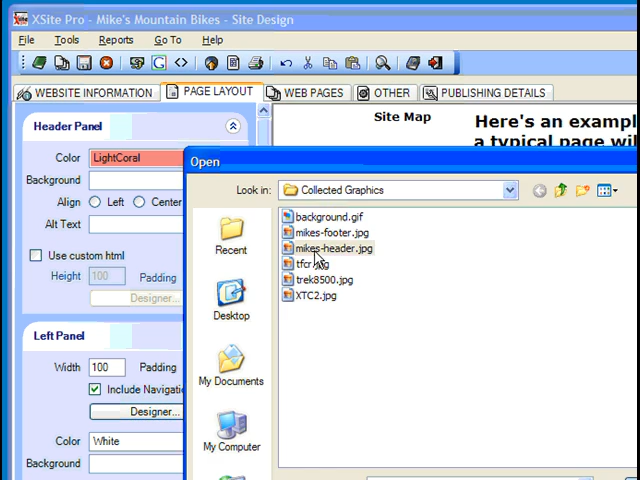 XSite Pro - Mike's Mountain Bikes - Site Design
File Tools Reports Go To Help
WEBSITE INFORMATION PAGE LAYOUT WEB PAGES OTHER PUBLISHING DETAILS
Header Panel
Color LightCoral
Background
Align Left Center
Alt Text
Use custom html
Height 100 Padding
Designer...
Left Panel
Width 100 Padding
Include Navigatio
Designer...
Color White
Background
Site Map
Here's an exampl
a typical page will
Open
Look in: Collected Graphics
Recent
Desktop
My Documents
My Computer
background.gif
mikes-footer.jpg
mikes-header.jpg
trek8500.jpg
XTC2.jpg